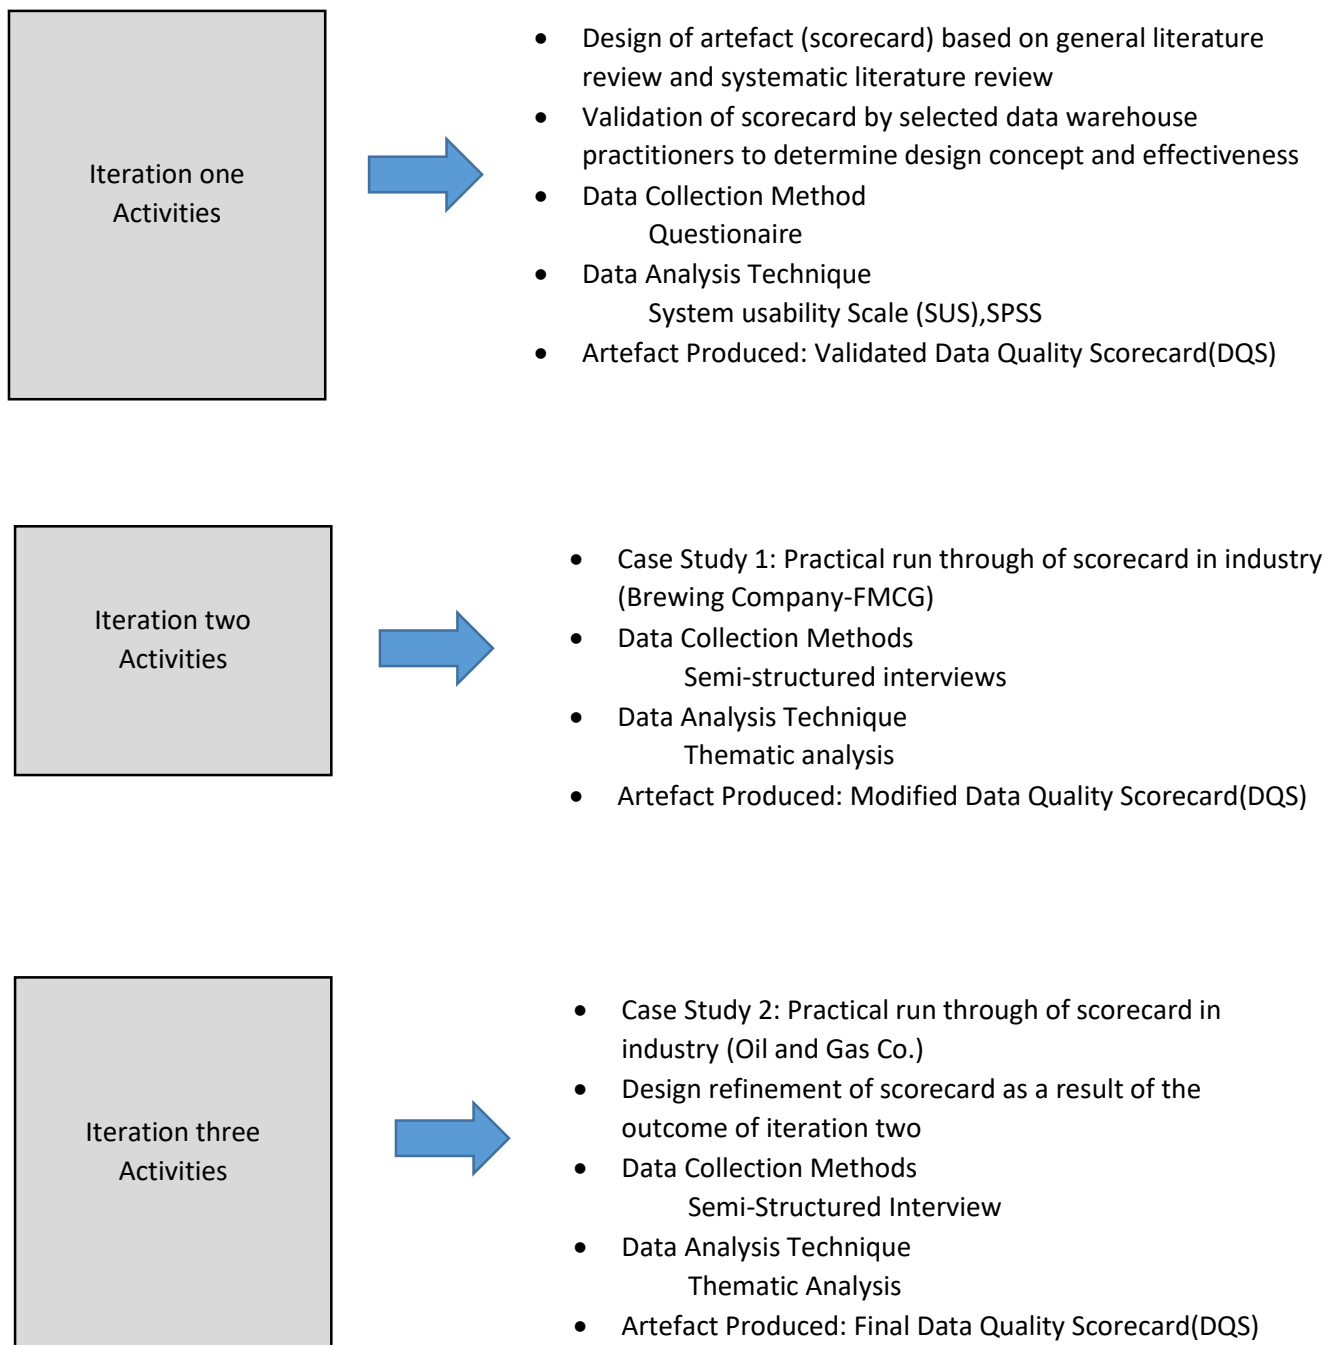 Iteration one
Activities
• Design of artefact (scorecard) based on general literature
review and systematic literature review
• Validation of scorecard by selected data warehouse
practitioners to determine design concept and effectiveness
• Data Collection Method
Questionaire
• Data Analysis Technique
System usability Scale (SUS),SPSS
• Artefact Produced: Validated Data Quality Scorecard(DQS)
Iteration two
Activities
• Case Study 1: Practical run through of scorecard in industry
(Brewing Company-FMCG)
• Data Collection Methods
Semi-structured interviews
• Data Analysis Technique
Thematic analysis
• Artefact Produced: Modified Data Quality Scorecard(DQS)
Iteration three
Activities
• Case Study 2: Practical run through of scorecard in
industry (Oil and Gas Co.)
• Design refinement of scorecard as a result of the
outcome of iteration two
• Data Collection Methods
Semi-Structured Interview
• Data Analysis Technique
Thematic Analysis
• Artefact Produced: Final Data Quality Scorecard(DQS)